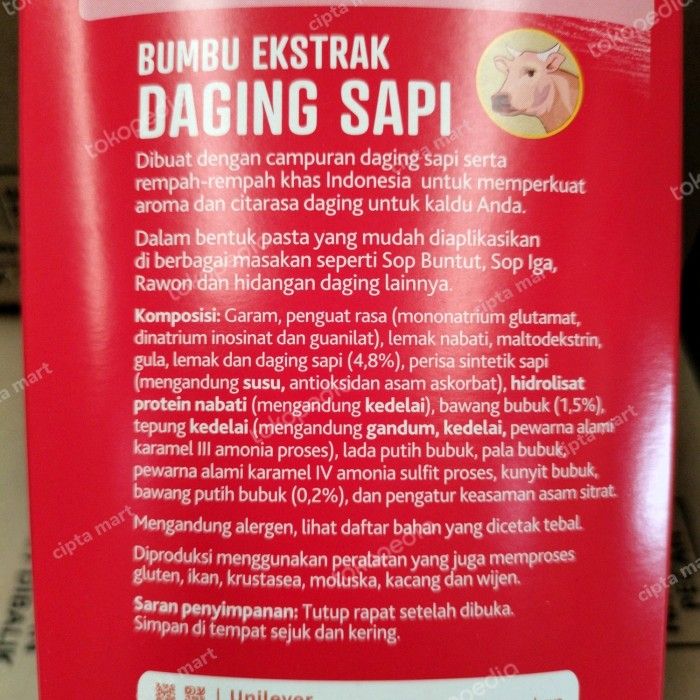 BUMBU EKSTRAK
DAGING SAPI
Dibuat dengan campuran daging sapi serta
rempah-rempah khas Indonesia untuk memperkuat
aroma dan citarasa daging untuk kaldu Anda.
Dalam bentuk pasta yang mudah diaplikasikan
di berbagai masakan seperti Sop Buntut, Sop Iga,
Rawon dan hidangan daging lainnya.
Komposisi: Garam, penguat rasa (mononatrium glutamat,
dinatrium inosinat dan guanilat), lemak nabati, maltodekstrin,
gula, lemak dan daging sapi (4,8%), perisa sintetik sapi
(mengandung susu, antioksidan asam askorbat), hidrolisat
protein nabati (mengandung kedelai), bawang bubuk (1,5%),
tepung kedelai (mengandung gandum, kedelai, pewarna alami
karamel III amonia proses), lada putih bubuk, pala bubuk,
pewarna alami karamel IV amonia sulfit proses, kunyit bubuk,
bawang putih bubuk (0,2%), dan pengatur keasaman asam sitrat.
Mengandung alergen, lihat daftar bahan yang dicetak tebal.
Diproduksi menggunakan peralatan yang juga memproses
gluten, ikan, krustasea, moluska, kacang dan wijen.
Saran penyimpanan: Tutup rapat setelah dibuka.
Simpan di tempat sejuk dan kering.
Unilever
tokopedia
cipta mart